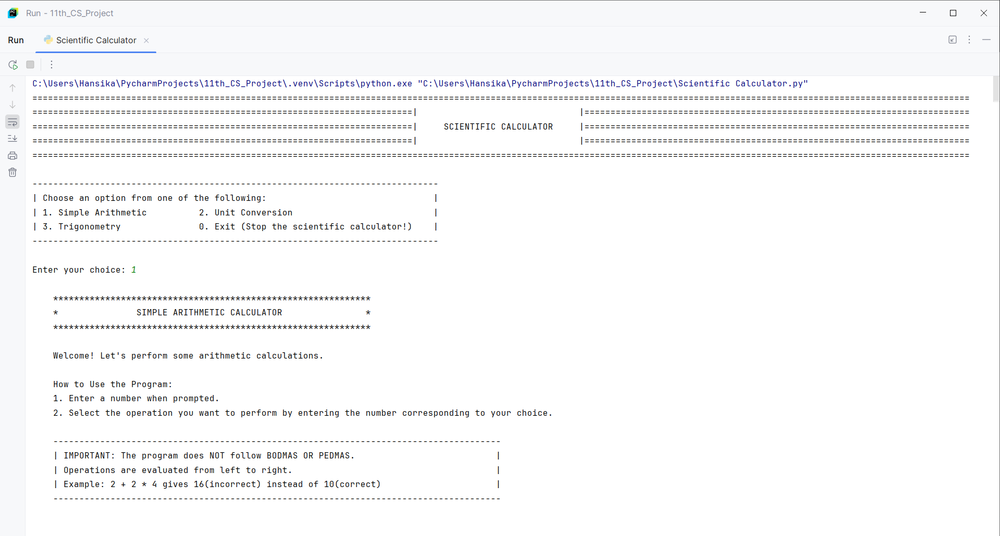 Run - 11th_CS_Project
Run Scientific Calculator
C:\Users\Hansika\PycharmProjects\11th_CS_Project\.venv\Scripts\python.exe "C:\Users\Hansika\PycharmProjects\11th_CS_Project\Scientific Calculator.py"
SCIENTIFIC CALCULATOR
| Choose an option from one of the following: |
| 1. Simple Arithmetic 2. Unit Conversion |
| 3. Trigonometry 0. Exit (Stop the scientific calculator!) |
Enter your choice: 1
* SIMPLE ARITHMETIC CALCULATOR *
Welcome! Let's perform some arithmetic calculations.
How to Use the Program:
1. Enter a number when prompted.
2. Select the operation you want to perform by entering the number corresponding to your choice.
| IMPORTANT: The program does NOT follow BODMAS OR PEDMAS. |
| Operations are evaluated from left to right. |
| Example: 2 + 2 * 4 gives 16(incorrect) instead of 10(correct) |